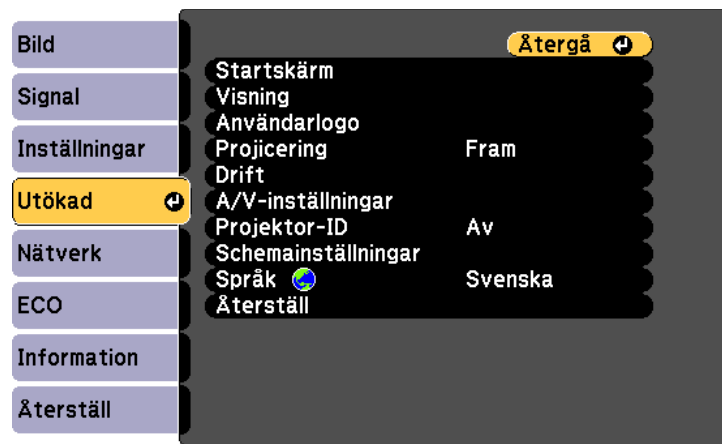 Bild
Signal
Inställningar
Utökad
Nätverk
ECO
Information
Återställ
Återgå
Startskärm
Visning
Användarlogo
Projicering Fram
Drift
A/V-inställningar
Projektor-ID Av
Schemainställningar
Språk Svenska
Återställ